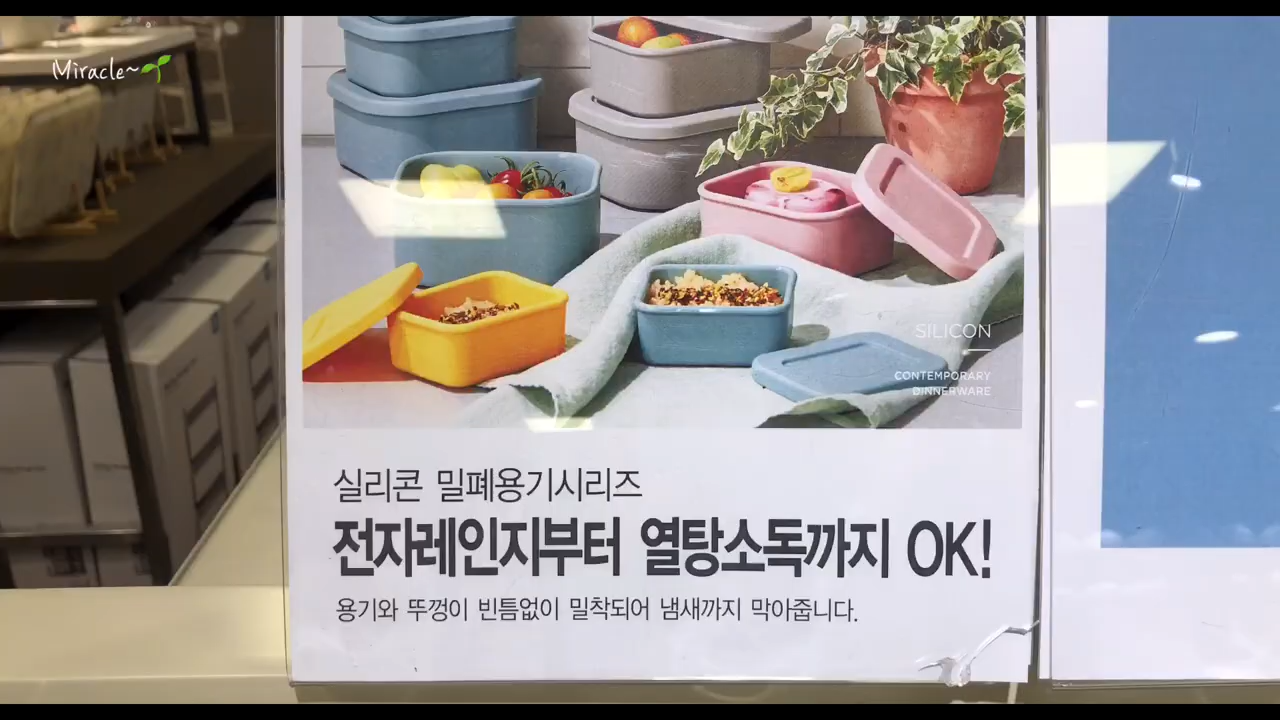 Miracle~
SILICON
CONTEMPORARY
DINNERWARE
실리콘 밀폐용기시리즈
전자레인지부터 열탕소독까지 OK!
용기와 뚜껑이 빈틈없이 밀착되어 냄새까지 막아줍니다.